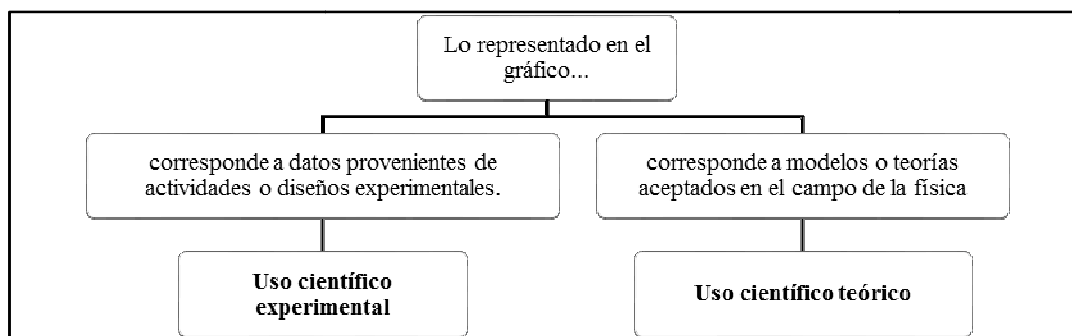 Lo representado en el
gráfico...
corresponde a datos provenientes de
actividades o diseños experimentales.
corresponde a modelos o teorías
aceptados en el campo de la física
Uso científico
experimental
Uso científico teórico